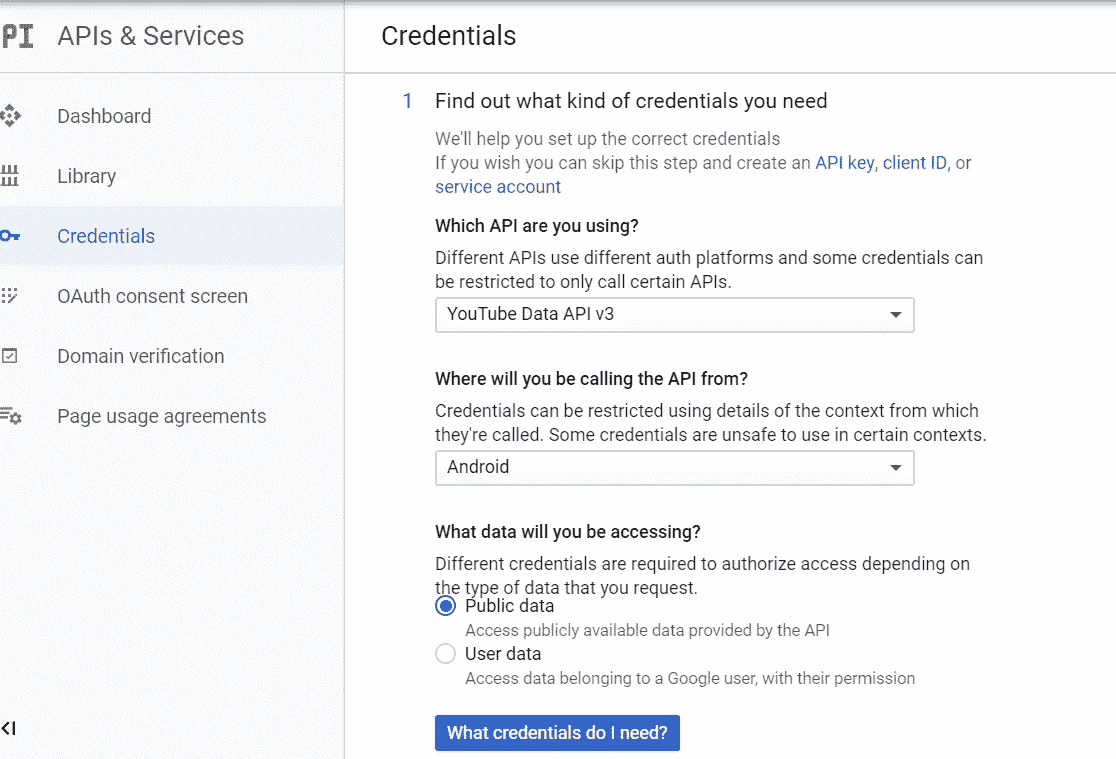 PI APIs & Services
Credentials
Dashboard
Library
Credentials
OAuth consent screen
Domain verification
Page usage agreements
1 Find out what kind of credentials you need
We'll help you set up the correct credentials
If you wish you can skip this step and create an API key, client ID, or
service account
Which API are you using?
Different APIs use different auth platforms and some credentials can
be restricted to only call certain APIs.
YouTube Data API v3
Where will you be calling the API from?
Credentials can be restricted using details of the context from which
they're called. Some credentials are unsafe to use in certain contexts.
Android
What data will you be accessing?
Different credentials are required to authorize access depending on
the type of data that you request.
Public data
Access publicly available data provided by the API
User data
Access data belonging to a Google user, with their permission
What credentials do I need?